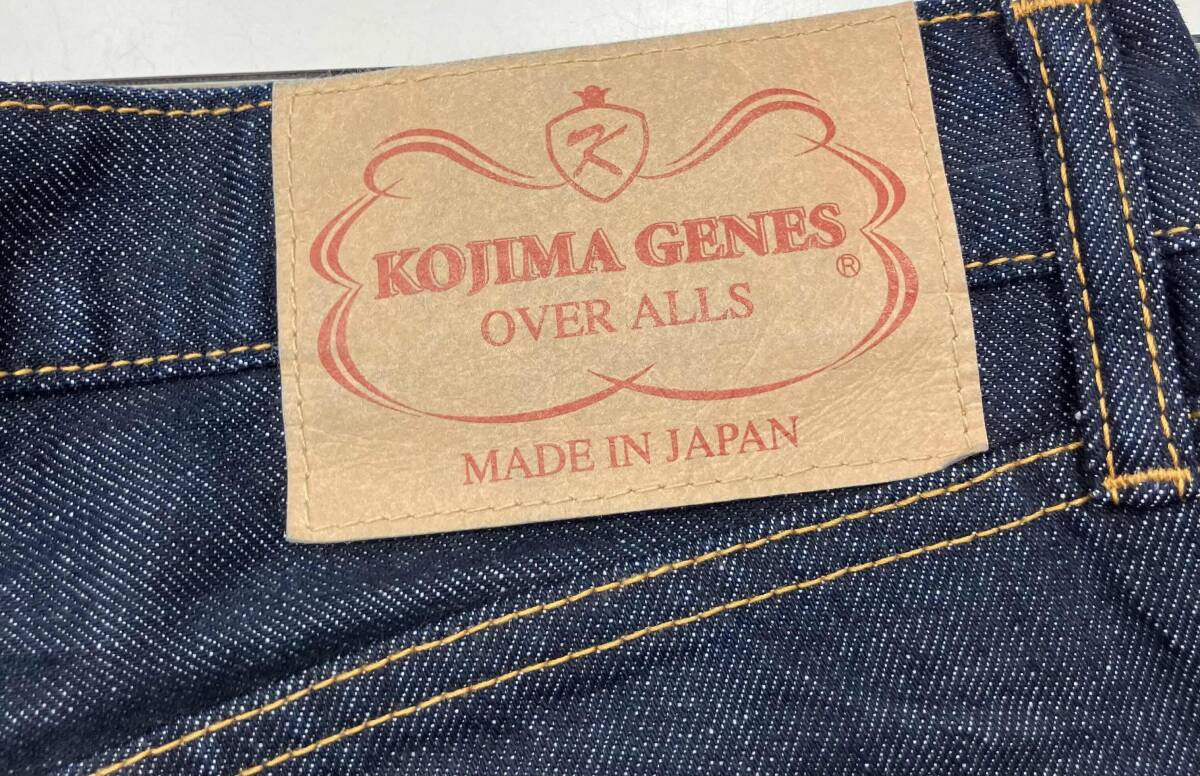 K
KOJIMA GENES®
OVER ALLS
MADE IN JAPAN